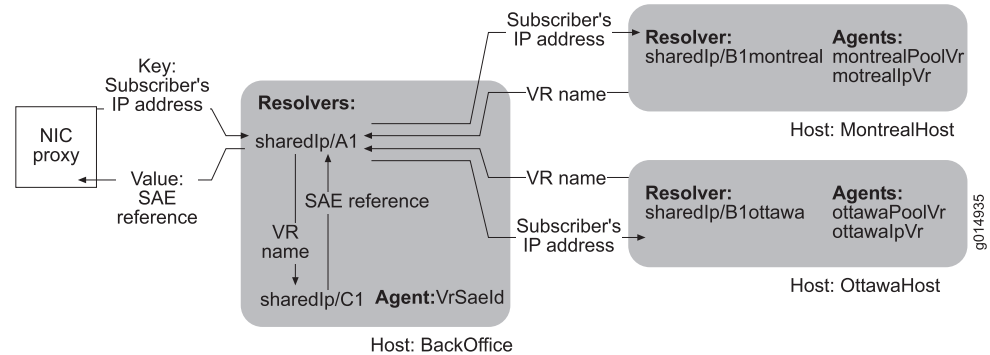 Key:
Subscriber's
IP address
NIC
proxy
Value:
SAE
reference
Resolvers:
sharedIp/A1
SAE reference
VR
name
sharedIp/C1 Agent:VrSaeId
Host: BackOffice
Subscriber's
IP address
VR name
VR name
Subscriber's
IP address
Resolver: Agents:
sharedIp/B1montreal montrealPoolVr
motrealIpVr
Host: MontrealHost
Resolver: Agents:
sharedIp/B1ottawa ottawaPoolVr
ottawaIpVr
Host: OttawaHost
g014935